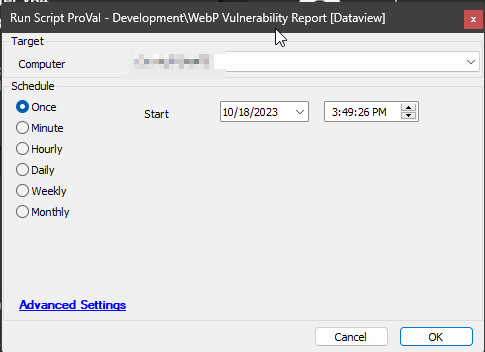 Run Script ProVal - Development\WebP Vulnerability Report [Dataview]
x
Target
Computer
Schedule
Once
Start
10/18/2023
3:49:26 PM
Minute
Hourly
Daily
Weekly
Monthly
Advanced Settings
Cancel
OK